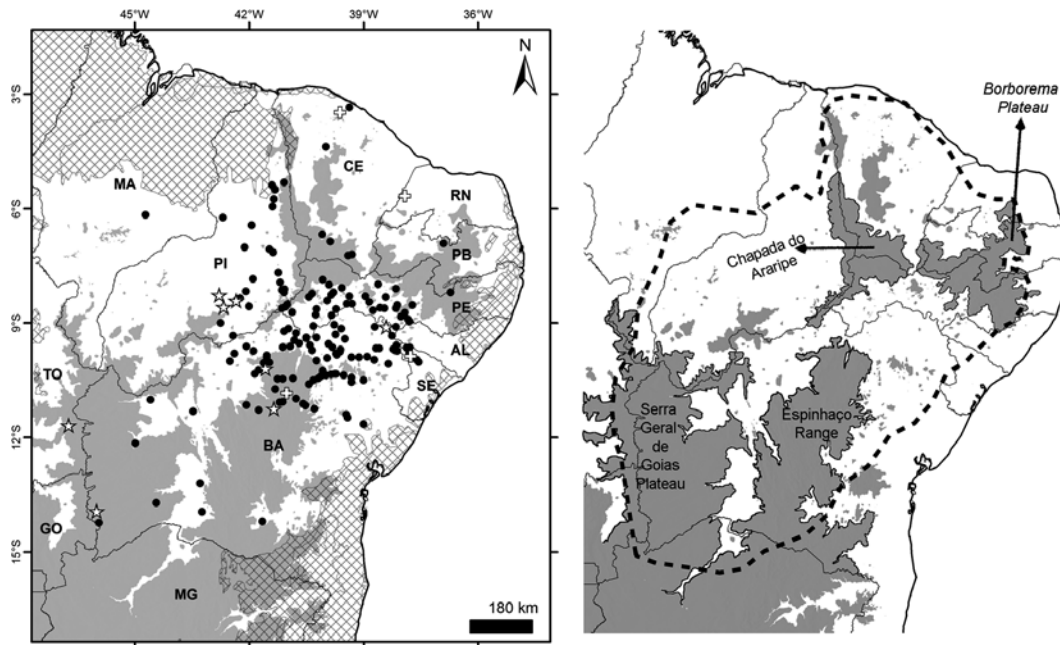 45°W 42°W 39°W 36°W
N
3°S
CE
MA
RN
6°S
PI
PB
PE
9°S
AL
TO
SE
12°S
BA
GO
15°S
MG
180 km
Borborema
Plateau
Chapada do
Araripe
Serra
Geral
de
Goias
Plateau
Espinhaço
Range